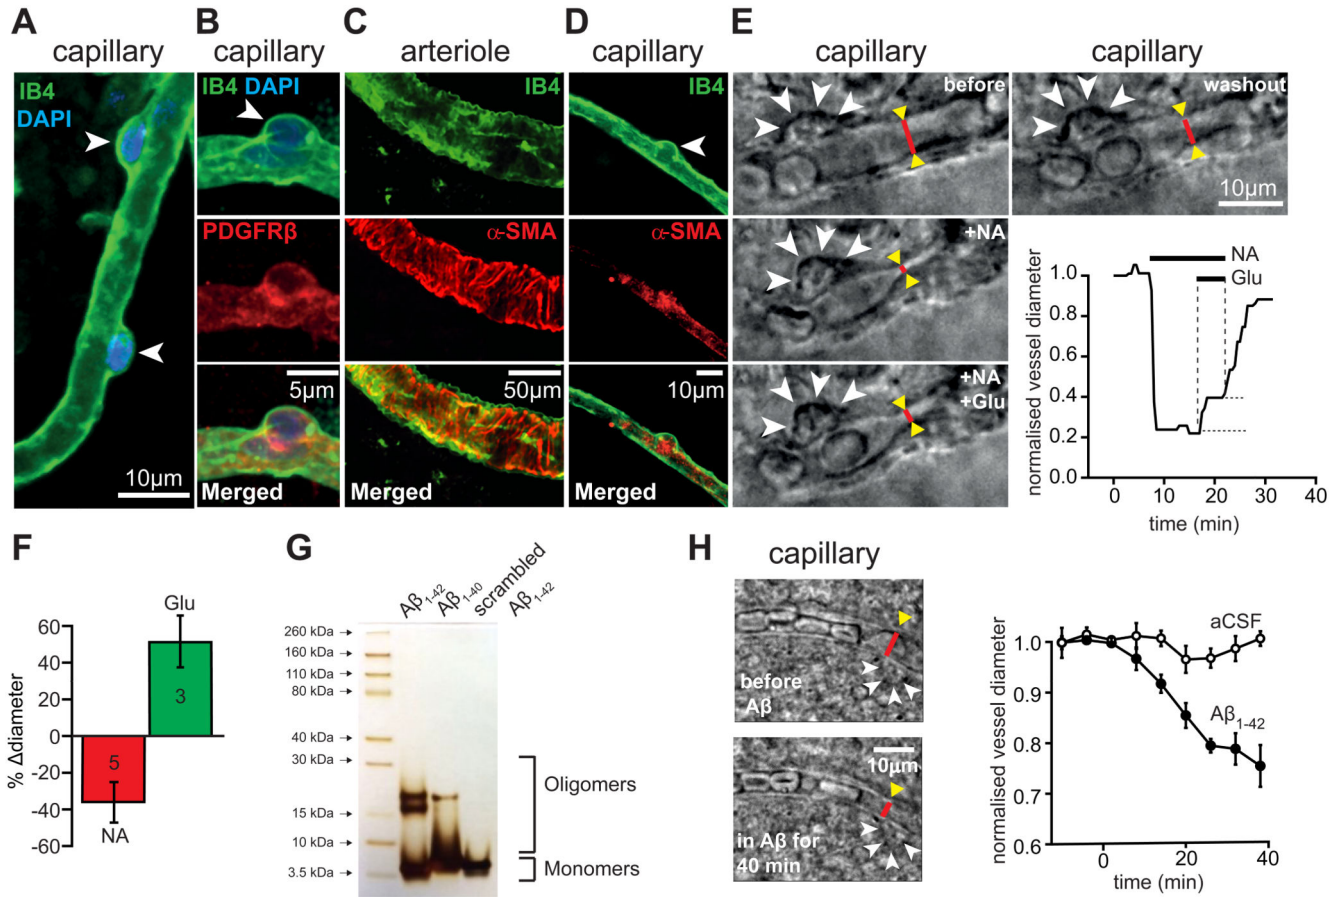 A
capillary
IB4
DAPI
10µm
B
capillary
IB4 DAPI
PDGFRβ
5µm
Merged
C
arteriole
IB4
α-SMA
50µm
Merged
D
capillary
IB4
α-SMA
10µm
Merged
E
capillary
before
+NA
+NA
+Glu
capillary
washout
10µm
NA
Glu
normalised vessel diameter
1.0
0.8
0.6
0.4
0.2
0.0
0
10
20
30
40
time (min)
F
% Δdiameter
60
40
20
0
-20
-40
-60
Glu
3
5
NA
G
Aβ1-42
Aβ1-40
scrambled
Aβ1-42
260 kDa
160 kDa
110 kDa
80 kDa
40 kDa
30 kDa
15 kDa
10 kDa
3.5 kDa
Oligomers
Monomers
H
capillary
before
Aβ
10µm
in Aβ for
40 min
normalised vessel diameter
1.0
0.9
0.8
0.7
0.6
aCSF
Aβ1-42
0
20
40
time (min)